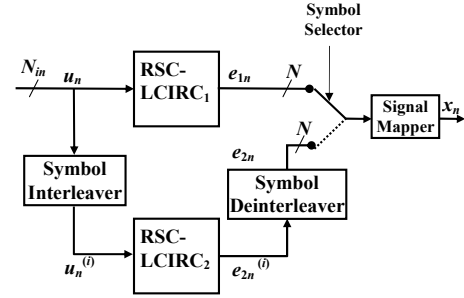 Symbol
Selector
N_in
u_n
RSC-
LCIRC_1
e_1n
N
Signal
Mapper
x_n
N
e_2n
Symbol
Interleaver
Symbol
Deinterleaver
u_n^(i)
RSC-
LCIRC_2
e_2n^(i)